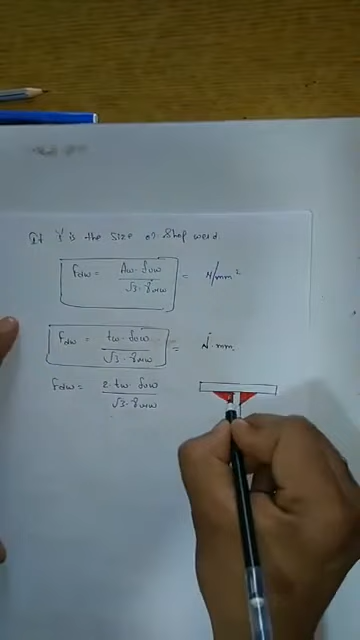 If 'Y' is the size of Shop weld.
Fdw = Aw · fuw / √3 · γmw = N/mm²
Fdw = tw · fuw / √3 · γmw = N · mm.
Fdw = 2 · tw · fuw / √3 · γmw